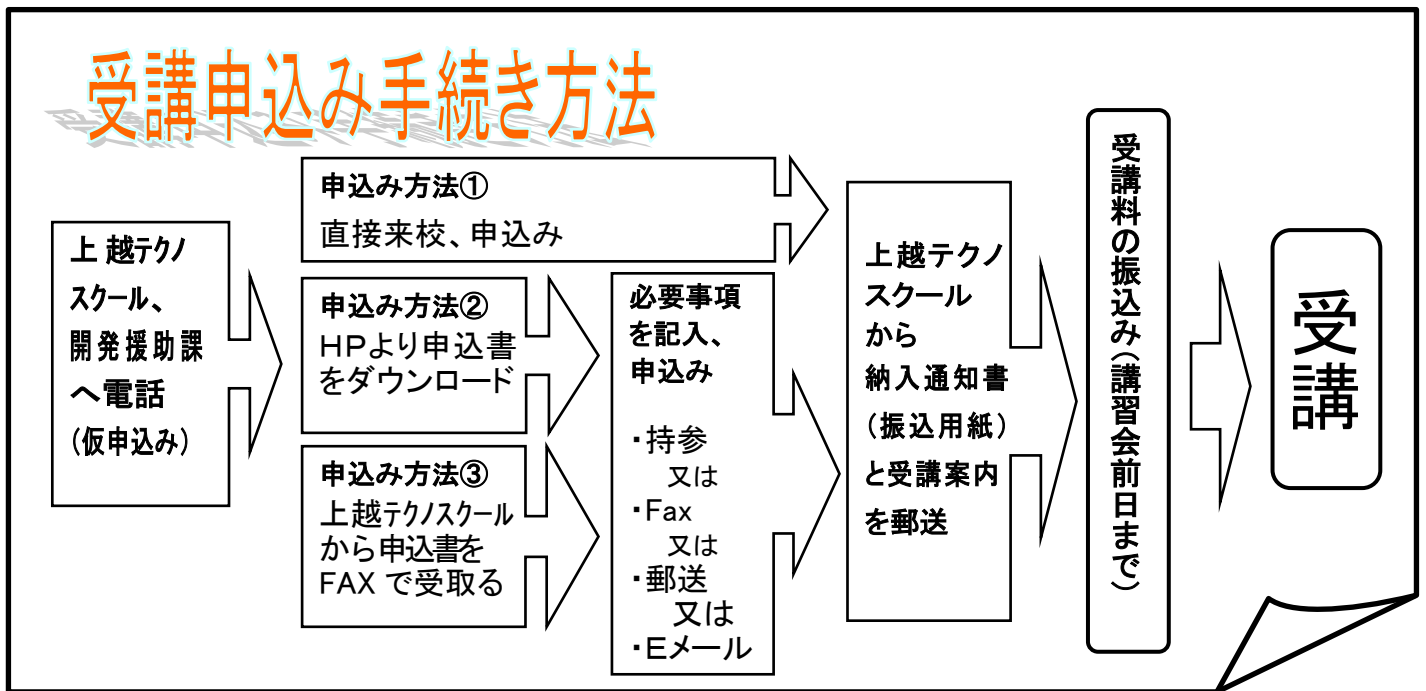 受講申込み手続き方法
上越テクノ
スクール、
開発援助課
へ電話
(仮申込み)
申込み方法①
直接来校、申込み
申込み方法②
HPより申込書
をダウンロード
申込み方法③
上越テクノスクール
から申込書を
FAXで受取る
必要事項
を記入、
申込み
・持参
又は
・Fax
又は
・郵送
又は
・Eメール
上越テクノ
スクール
から
納入通知書
(振込用紙)
と受講案内
を郵送
受講料の振込み(講習会前日まで)
受講